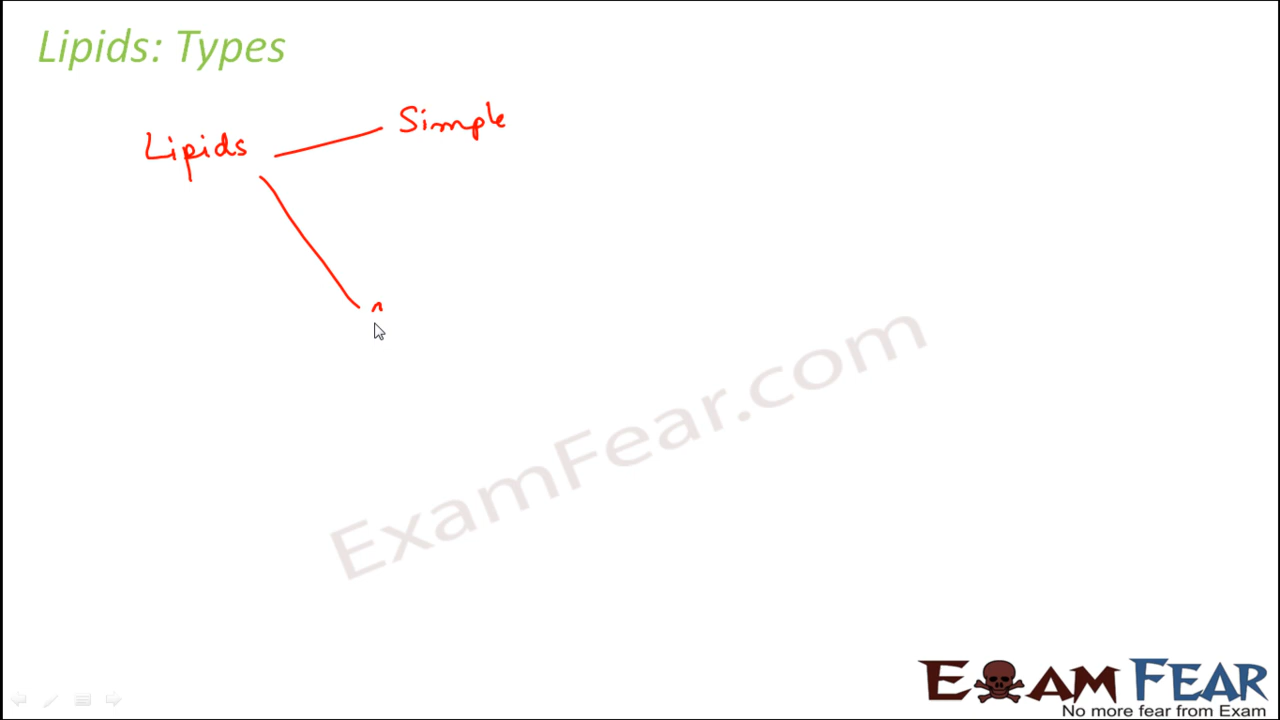 Lipids: Types
Simple
Lipids
ExamFear.com
EXAM FEAR
No more fear from Exam